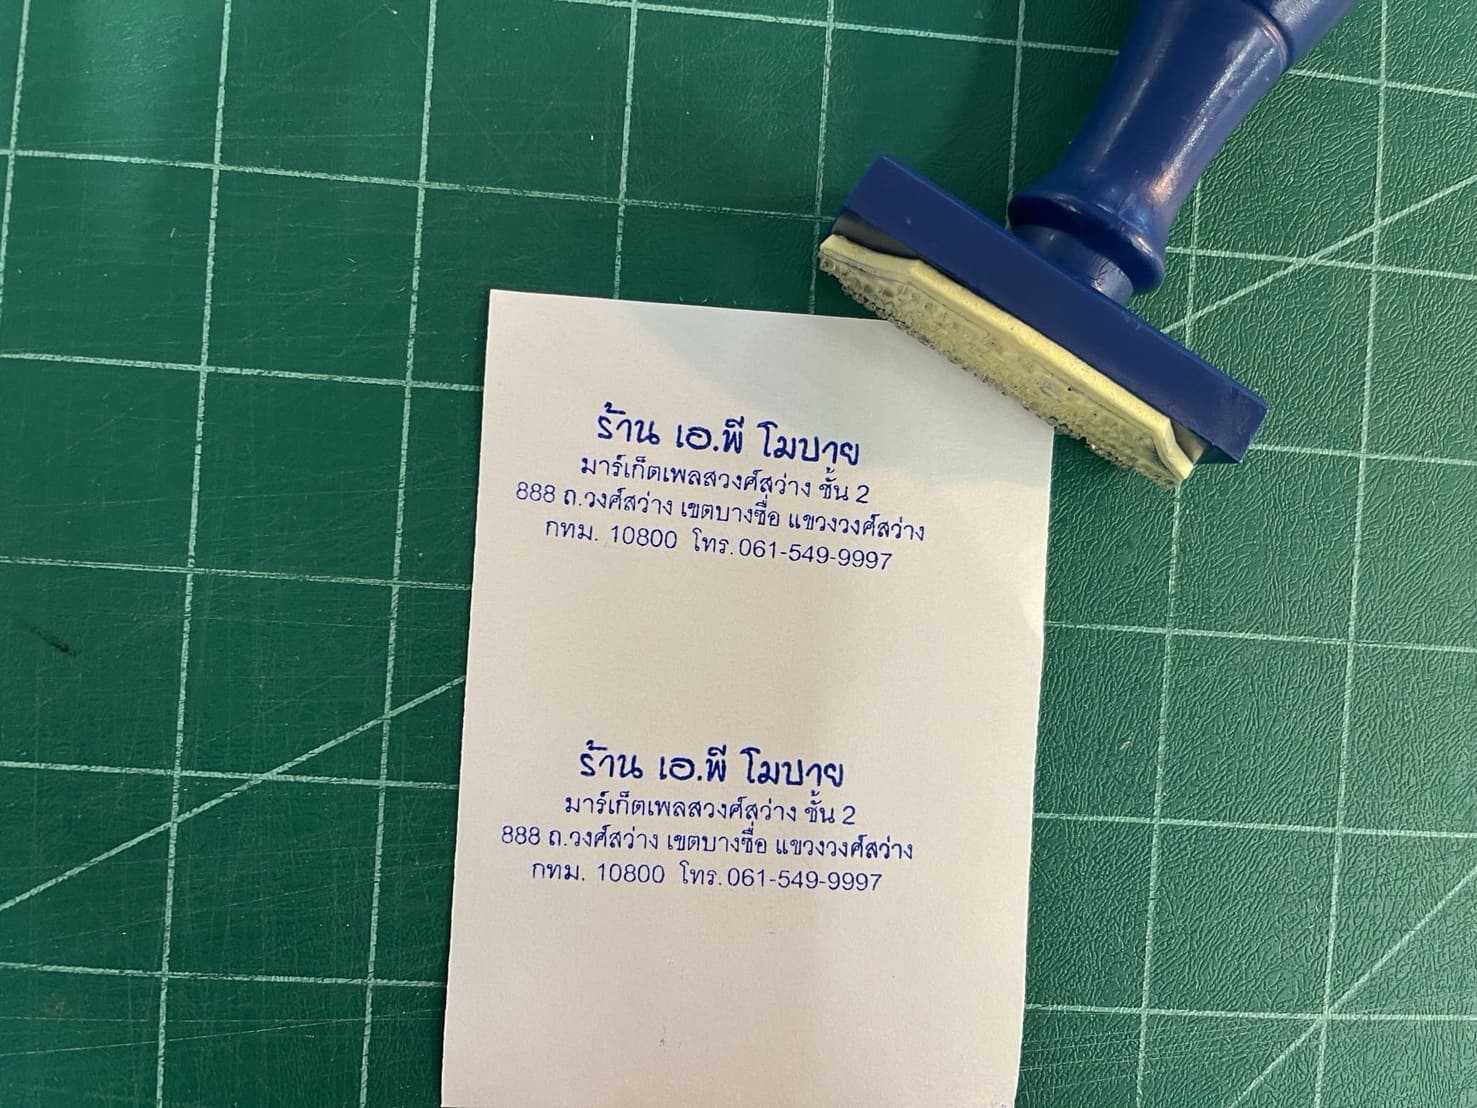 ร้าน เอ.พี โมบาย
มาร์เก็ตเพลสวงศ์สว่าง ชั้น 2
888 ถ.วงศ์สว่าง เขตบางซื่อ แขวงวงศ์สว่าง
กทม. 10800 โทร.061-549-9997
ร้าน เอ.พี โมบาย
มาร์เก็ตเพลสวงศ์สว่าง ชั้น 2
888 ถ.วงศ์สว่าง เขตบางซื่อ แขวงวงศ์สว่าง
กทม. 10800 โทร.061-549-9997